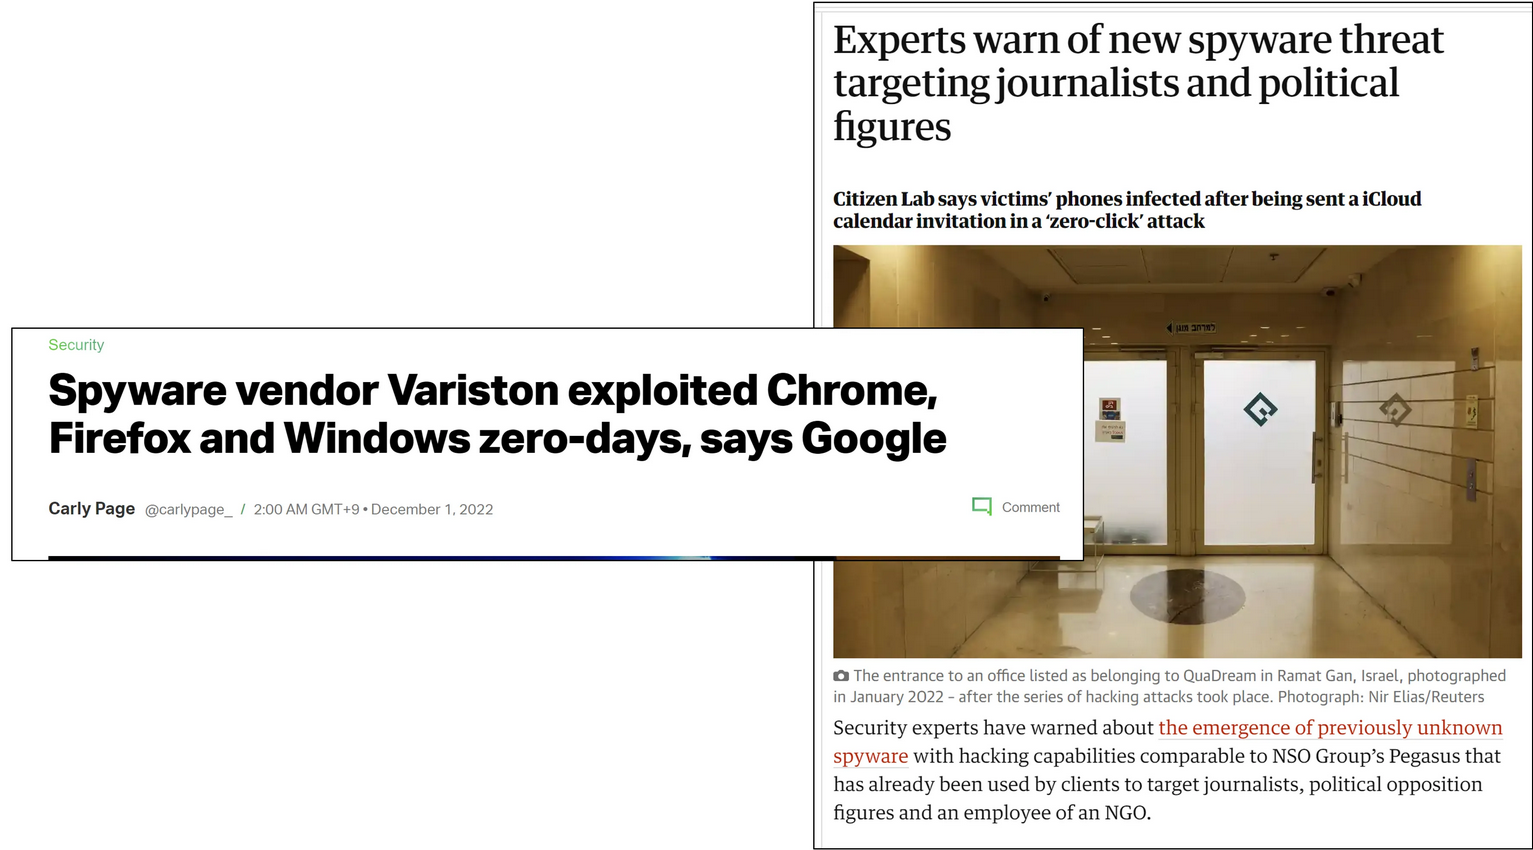 Experts warn of new spyware threat
targeting journalists and political
figures
Citizen Lab says victims’ phones infected after being sent a iCloud
calendar invitation in a ‘zero-click’ attack
למרחב מוגן
Security
Spyware vendor Variston exploited Chrome,
Firefox and Windows zero-days, says Google
Carly Page @carlypage_ / 2:00 AM GMT+9 • December 1, 2022
Comment
The entrance to an office listed as belonging to QuaDream in Ramat Gan, Israel, photographed
in January 2022 – after the series of hacking attacks took place. Photograph: Nir Elias/Reuters
Security experts have warned about the emergence of previously unknown
spyware with hacking capabilities comparable to NSO Group’s Pegasus that
has already been used by clients to target journalists, political opposition
figures and an employee of an NGO.